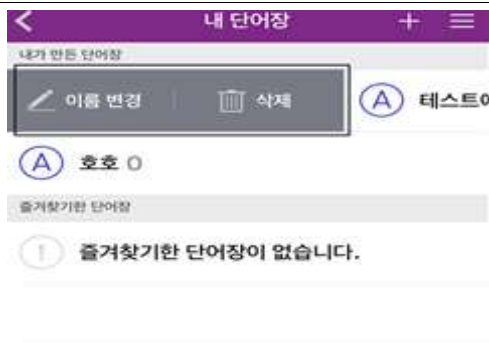 내 단어장
내가 만든 단어장
이름 변경 삭제 A 테스트
A 호호 0
즐겨찾기한 단어장
! 즐겨찾기한 단어장이 없습니다.